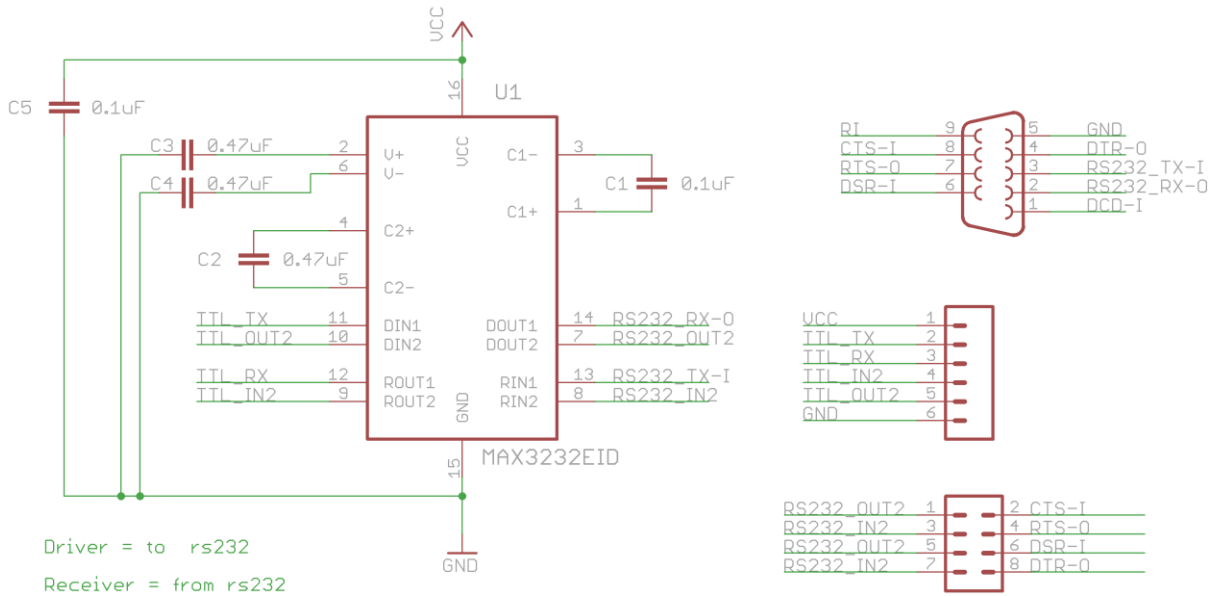 VCC
16
U1
C5 0.1uF
C3 0.47uF 2 V+ VCC C1- 3
C4 0.47uF 6 V-
C1 0.1uF
1 C1+
4 C2+
C2 0.47uF
5 C2-
TTL_TX 11 DIN1 DOUT1 14 RS232_RX-O
TTL_OUT2 10 DIN2 DOUT2 7 RS232_OUT2
TTL_RX 12 ROUT1 RIN1 13 RS232_TX-I
TTL_IN2 9 ROUT2 GND RIN2 8 RS232_IN2
15
MAX3232EID
GND
Driver = to rs232
Receiver = from rs232
RI 9 5 GND
CTS-I 8 4 DTR-O
RTS-O 7 3 RS232_TX-I
DSR-I 6 2 RS232_RX-O
1 DCD-I
VCC 1
TTL_TX 2
TTL_RX 3
TTL_IN2 4
TTL_OUT2 5
GND 6
RS232_OUT2 1 2 CTS-I
RS232_IN2 3 4 RTS-O
RS232_OUT2 5 6 DSR-I
RS232_IN2 7 8 DTR-O